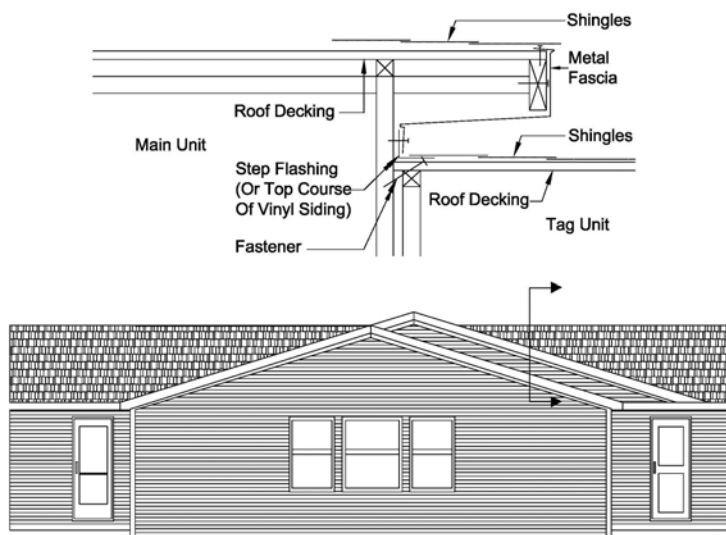 Shingles
Metal
Fascia
Roof Decking
Main Unit
Shingles
Step Flashing
(Or Top Course
Of Vinyl Siding)
Roof Decking
Tag Unit
Fastener